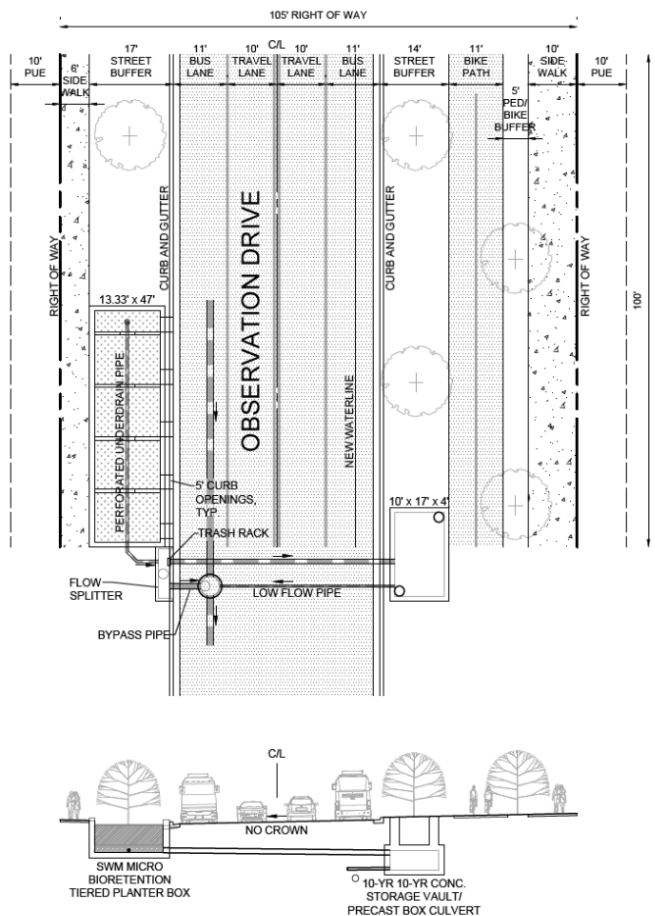 105' RIGHT OF WAY
10'
PUE
6'
SIDE
WALK
17'
STREET
BUFFER
11'
BUS
LANE
10'
TRAVEL
LANE
C/L
10'
TRAVEL
LANE
11'
BUS
LANE
14'
STREET
BUFFER
11'
BIKE
PATH
5'
PED/
BIKE
BUFFER
10'
SIDE
WALK
10'
PUE
RIGHT OF WAY
CURB AND GUTTER
OBSERVATION DRIVE
CURB AND GUTTER
RIGHT OF WAY
100'
13.33' x 47'
PERFORATED UNDERDRAIN PIPE
NEW WATERLINE
5' CURB
OPENINGS,
TYP.
TRASH RACK
10' x 17' x 4'
FLOW
SPLITTER
LOW FLOW PIPE
BYPASS PIPE
C/L
NO CROWN
SWM MICRO
BIORETENTION
TIERED PLANTER BOX
10-YR 10-YR CONC.
STORAGE VAULT/
PRECAST BOX CULVERT